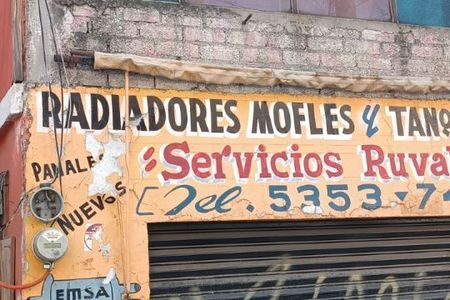 RADIADORES MOFLES y TANQ
PANALES
NUEVOS
Servicios Ruva
Tel. 5353-7
EMSA